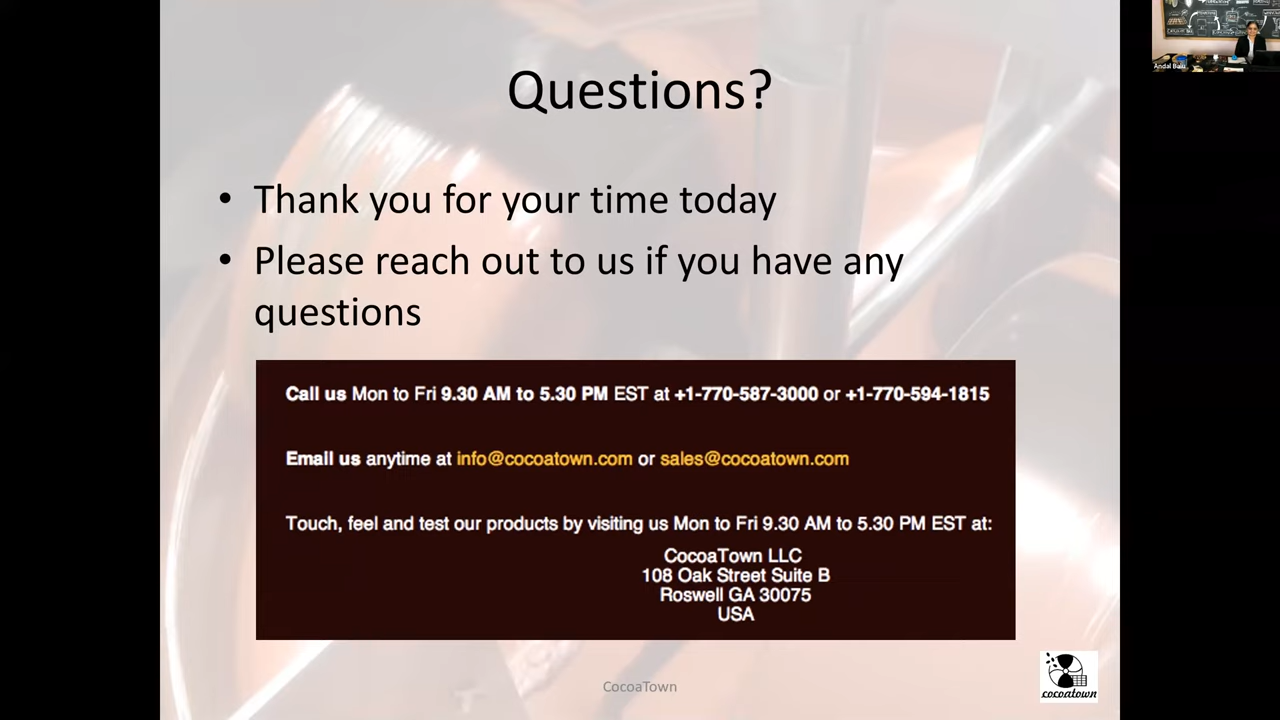 Questions?
• Thank you for your time today
• Please reach out to us if you have any
questions
Call us Mon to Fri 9.30 AM to 5.30 PM EST at +1-770-587-3000 or +1-770-594-1815
Email us anytime at info@cocoatown.com or sales@cocoatown.com
Touch, feel and test our products by visiting us Mon to Fri 9.30 AM to 5.30 PM EST at:
CocoaTown LLC
108 Oak Street Suite B
Roswell GA 30075
USA
CocoaTown
cocoatown
Andal Balu